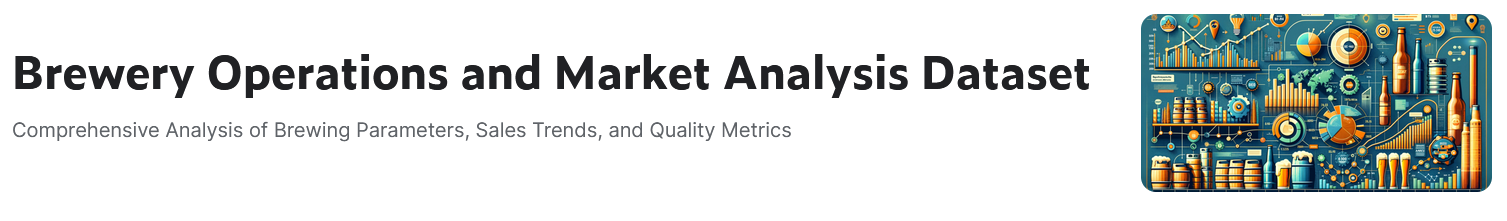 Brewery Operations and Market Analysis Dataset
Comprehensive Analysis of Brewing Parameters, Sales Trends, and Quality Metrics